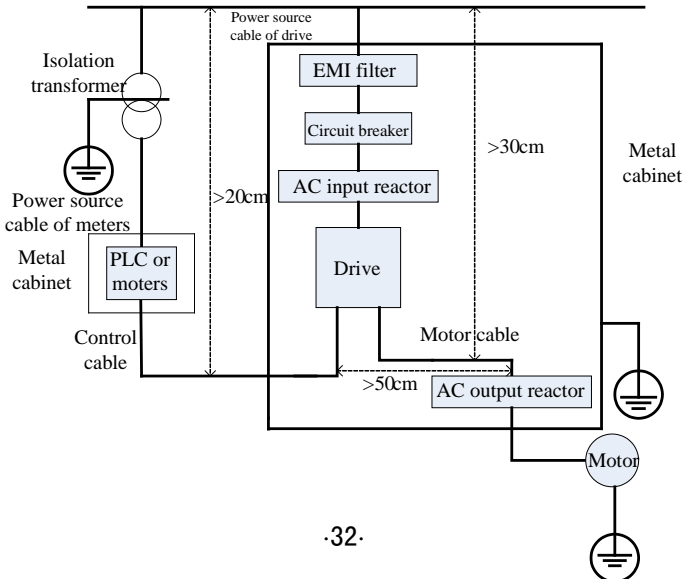 Power source
cable of drive
Isolation
transformer
EMI filter
Circuit breaker
>30cm
Metal
cabinet
AC input reactor
>20cm
Power source
cable of meters
Metal
cabinet
PLC or
moters
Drive
Control
cable
Motor cable
>50cm
AC output reactor
Motor
·32·